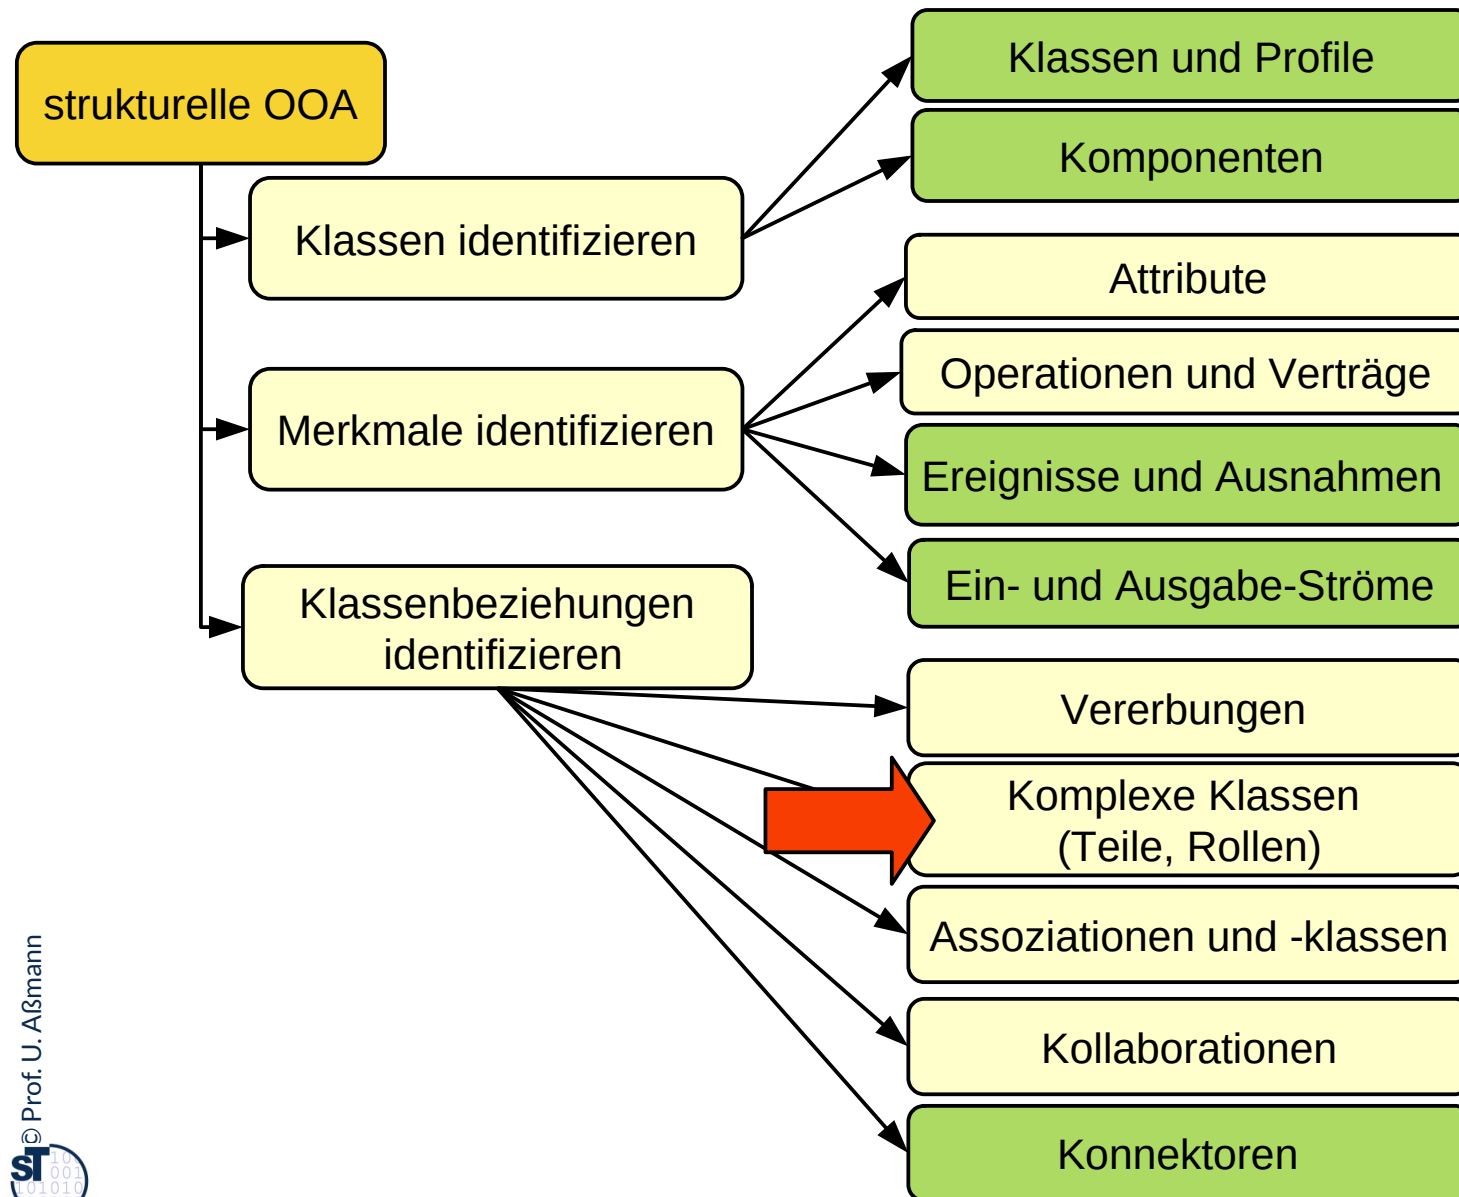 strukturelle OOA
Klassen und Profile
Komponenten
Klassen identifizieren
Attribute
Operationen und Verträge
Merkmale identifizieren
Ereignisse und Ausnahmen
Ein- und Ausgabe-Ströme
Klassenbeziehungen
identifizieren
Vererbungen
Komplexe Klassen
(Teile, Rollen)
Assoziationen und -klassen
Kollaborationen
Konnektoren
© Prof. U. Aßmann
ST